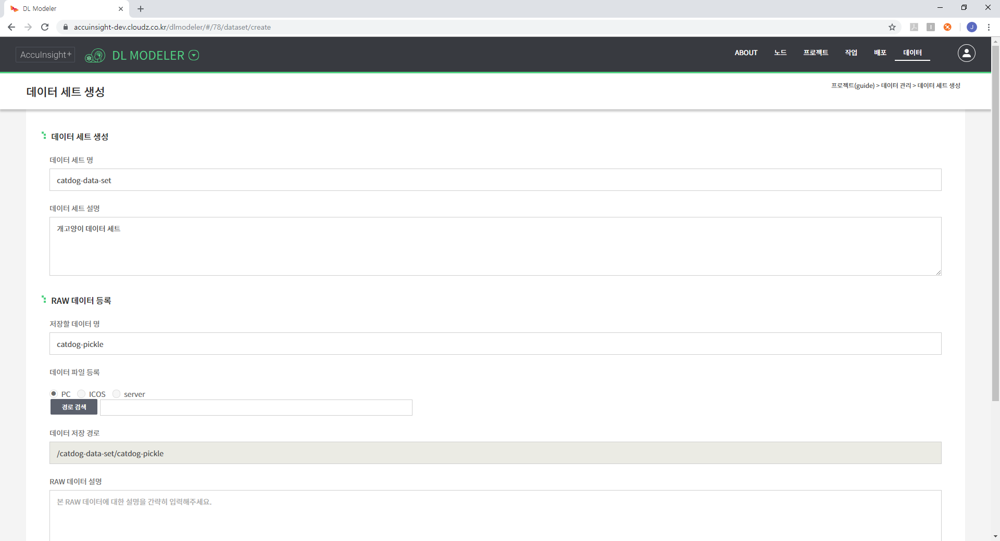 DL Modeler
accuinsight-dev.cloudz.co.kr/dlmodeler/#/78/dataset/create
J
AccuInsight+
DL MODELER
ABOUT 노드 프로젝트 작업 배포 데이터
데이터 세트 생성
프로젝트(guide) > 데이터 관리 > 데이터 세트 생성
데이터 세트 생성
데이터 세트 명
catdog-data-set
데이터 세트 설명
개고양이 데이터 세트
RAW 데이터 등록
저장할 데이터 명
catdog-pickle
데이터 파일 등록
PC ICOS server
경로 검색
데이터 저장 경로
/catdog-data-set/catdog-pickle
RAW 데이터 설명
본 RAW 데이터에 대한 설명을 간략히 입력해주세요.